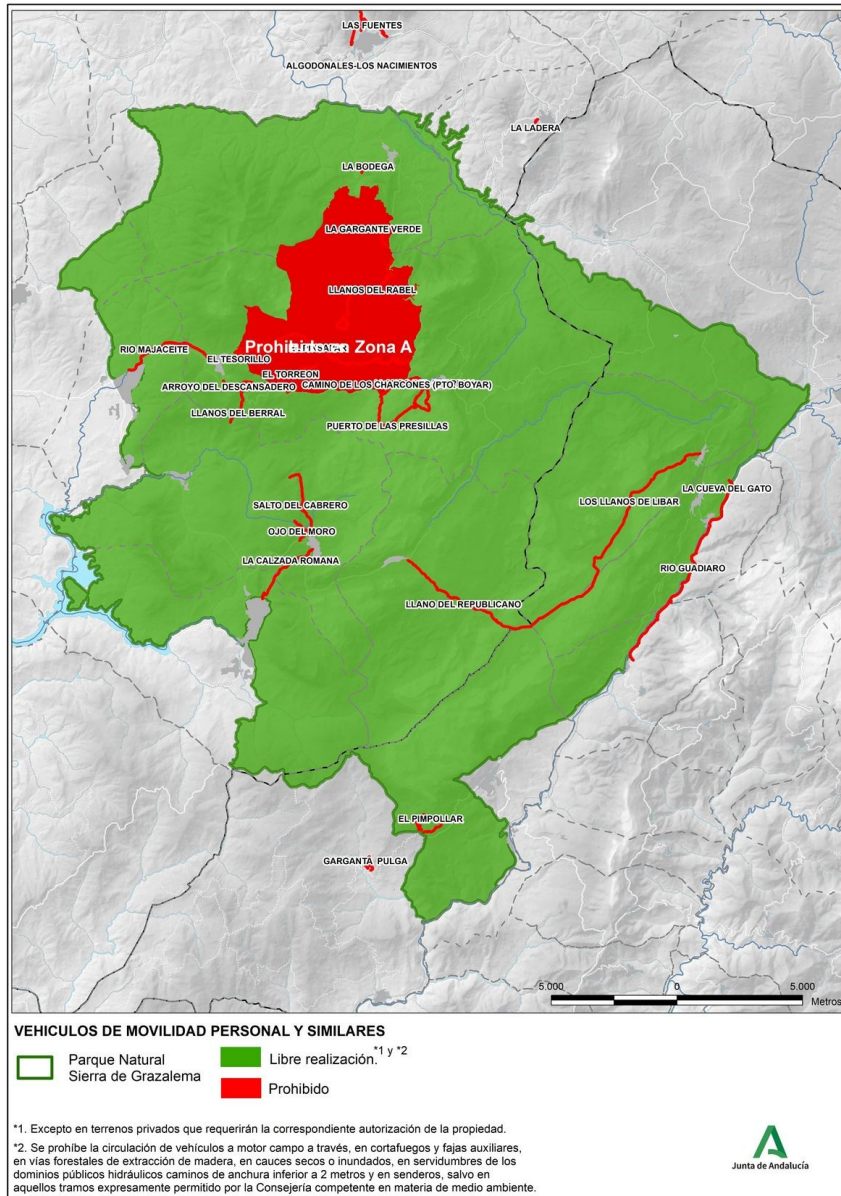 LAS FUENTES
ALGODONALES-LOS NACIMIENTOS
LA LADERA
LA BODEGA
LA GARGANTE VERDE
LLANOS DEL RABEL
Prohibido en Zona A
RIO MAJACEITE
EL TESORILLO
EL TORREON
ARROYO DEL DESCANSADERO
CAMINO DE LOS CHARCONES (PTO. BOYAR)
LLANOS DEL BERRAL
PUERTO DE LAS PRESILLAS
LA CUEVA DEL GATO
SALTO DEL CABRERO
LOS LLANOS DE LIBAR
OJO DEL MORO
LA CALZADA ROMANA
RIO GUADIARO
LLANO DEL REPUBLICANO
EL PIMPOLLAR
GARGANTA PULGA
5.000 0 5.000
Metros
VEHICULOS DE MOVILIDAD PERSONAL Y SIMILARES
Parque Natural
Sierra de Grazalema
Libre realización.*1 y *2
Prohibido
*1. Excepto en terrenos privados que requerirán la correspondiente autorización de la propiedad.
*2. Se prohíbe la circulación de vehículos a motor campo a través, en cortafuegos y fajas auxiliares,
en vías forestales de extracción de madera, en cauces secos o inundados, en servidumbres de los
dominios públicos hidráulicos caminos de anchura inferior a 2 metros y en senderos, salvo en
aquellos tramos expresamente permitido por la Consejería competente en materia de medio ambiente.
Junta de Andalucía